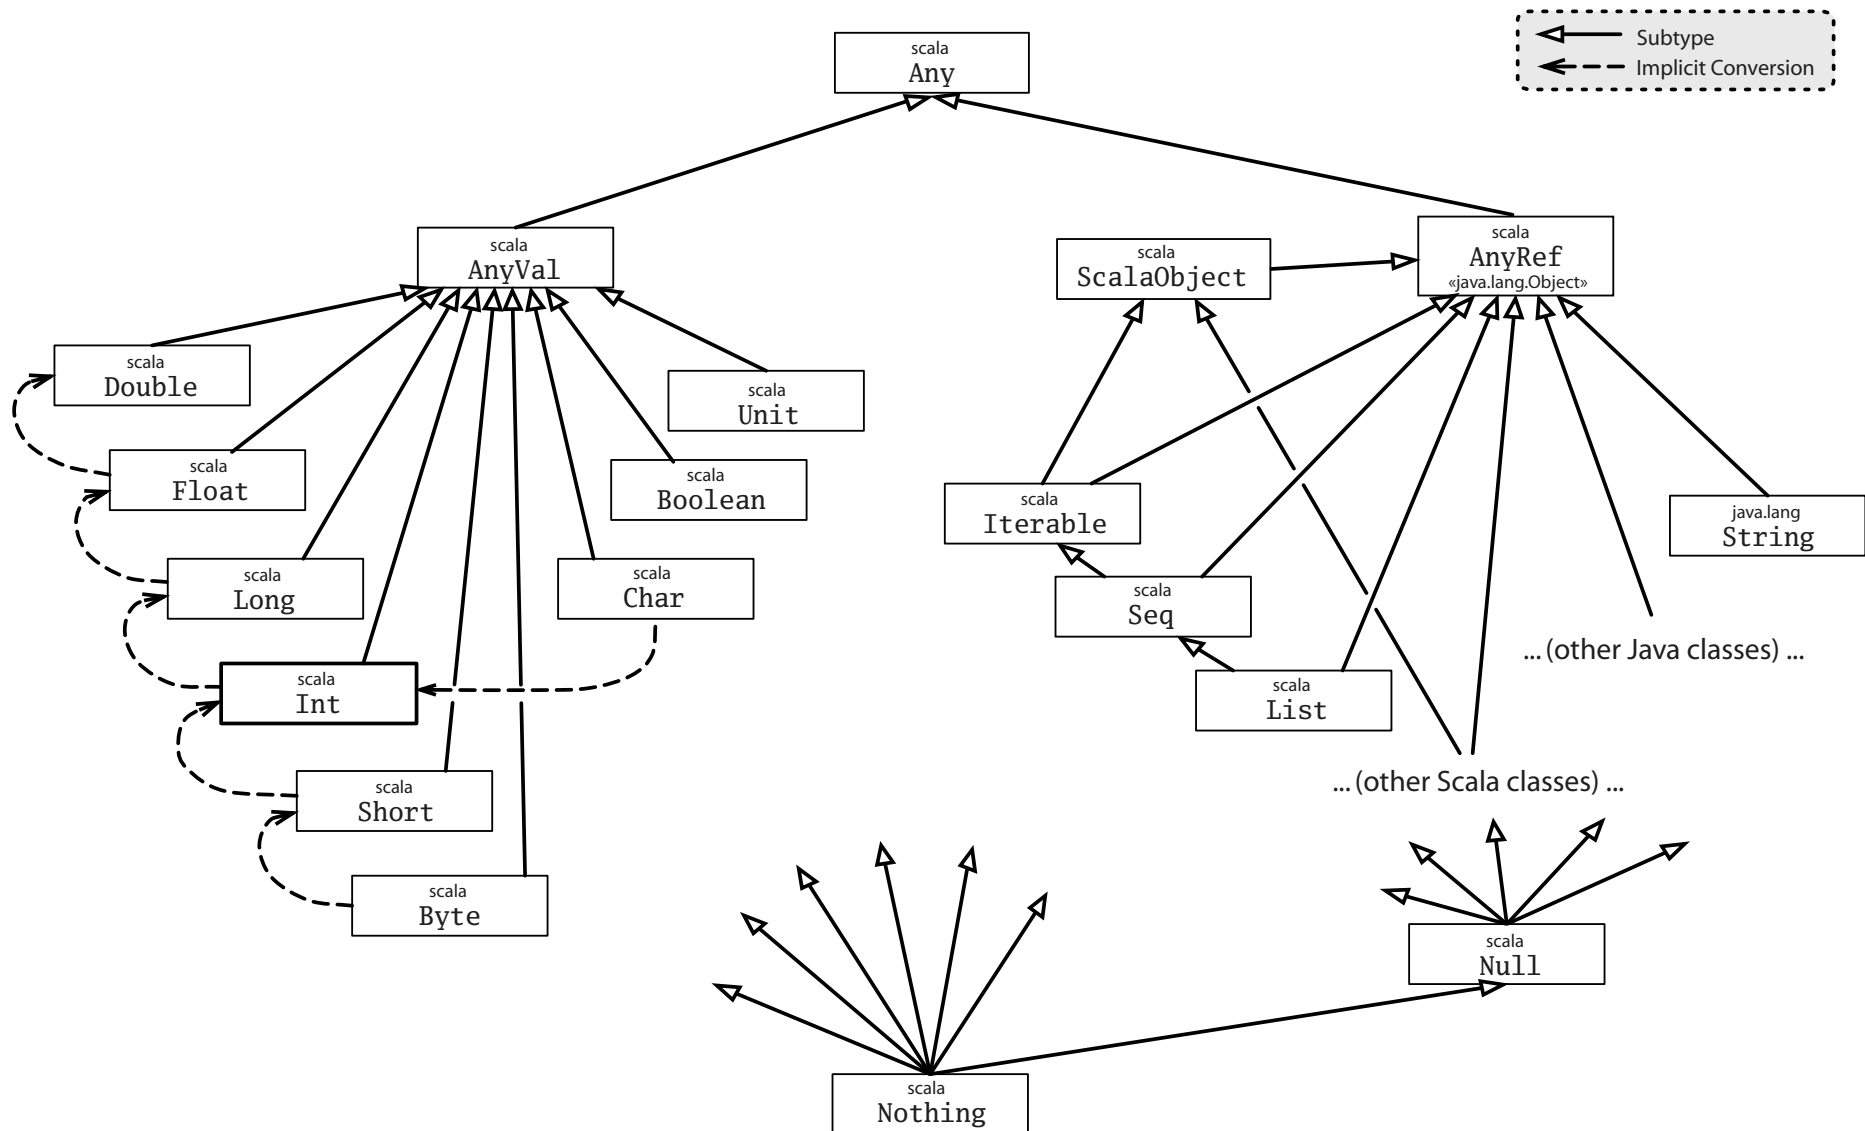 scala
Any
Subtype
Implicit Conversion
scala
AnyVal
scala
ScalaObject
scala
AnyRef
«java.lang.Object»
scala
Double
scala
Unit
scala
Float
scala
Boolean
scala
Iterable
java.lang
String
scala
Long
scala
Char
scala
Seq
... (other Java classes) ...
scala
Int
scala
List
scala
Short
... (other Scala classes) ...
scala
Byte
scala
Null
scala
Nothing